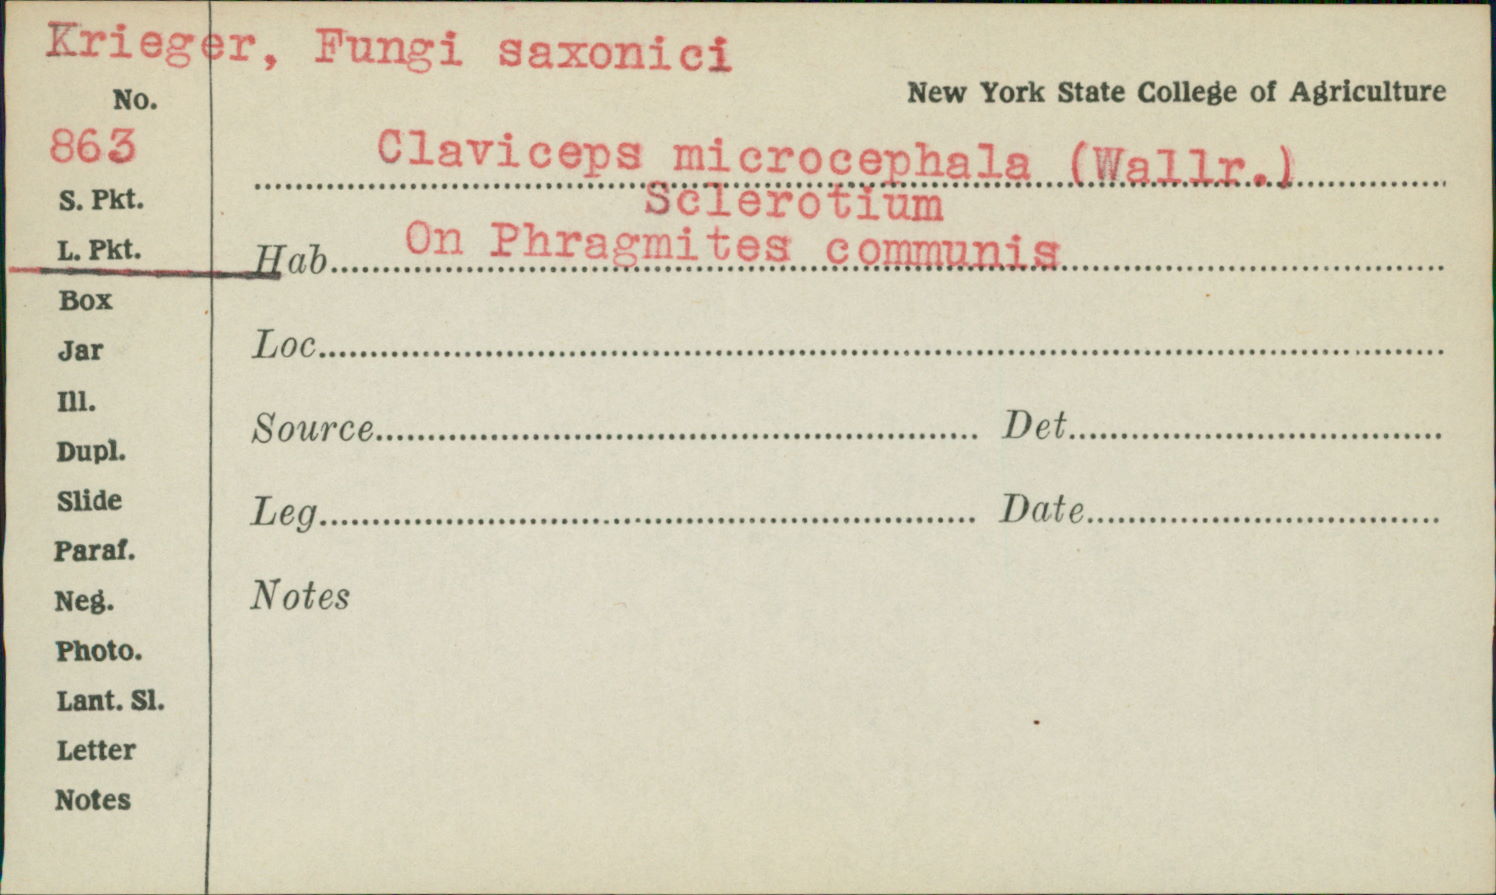 Krieger, Fungi saxonici
New York State College of Agriculture
No.
863
Claviceps microcephala (Wallr.)
Sclerotium
S. Pkt.
L. Pkt.
Hab. On Phragmites communis
Box
Jar
Loc.
Ill.
Source Det.
Dupl.
Slide
Leg. Date
Paraf.
Neg.
Notes
Photo.
Lant. Sl.
Letter
Notes